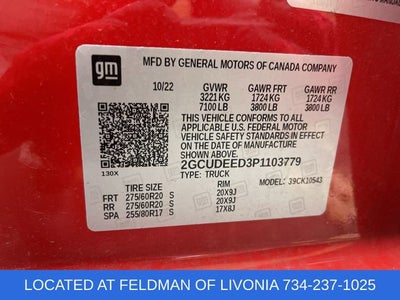 gm
MFD BY GENERAL MOTORS OF CANADA COMPANY
10/22 GVWR GAWR FRT GAWR RR
3221 KG 1724 KG 1724 KG
7100 LB 3800 LB 3800 LB
THIS VEHICLE CONFORMS TO ALL
APPLICABLE U.S. FEDERAL MOTOR
VEHICLE SAFETY STANDARDS IN
EFFECT ON THE DATE OF
MANUFACTURE SHOWN ABOVE.
2GCUDEED3P1103779
TYPE: TRUCK
130X
MODEL: 39CK10543
TIRE SIZE RIM
FRT 275/60R20 S 20X9J
RR 275/60R20 S 20X9J
SPA 255/80R17 S 17X8J
LOCATED AT FELDMAN OF LIVONIA 734-237-1025